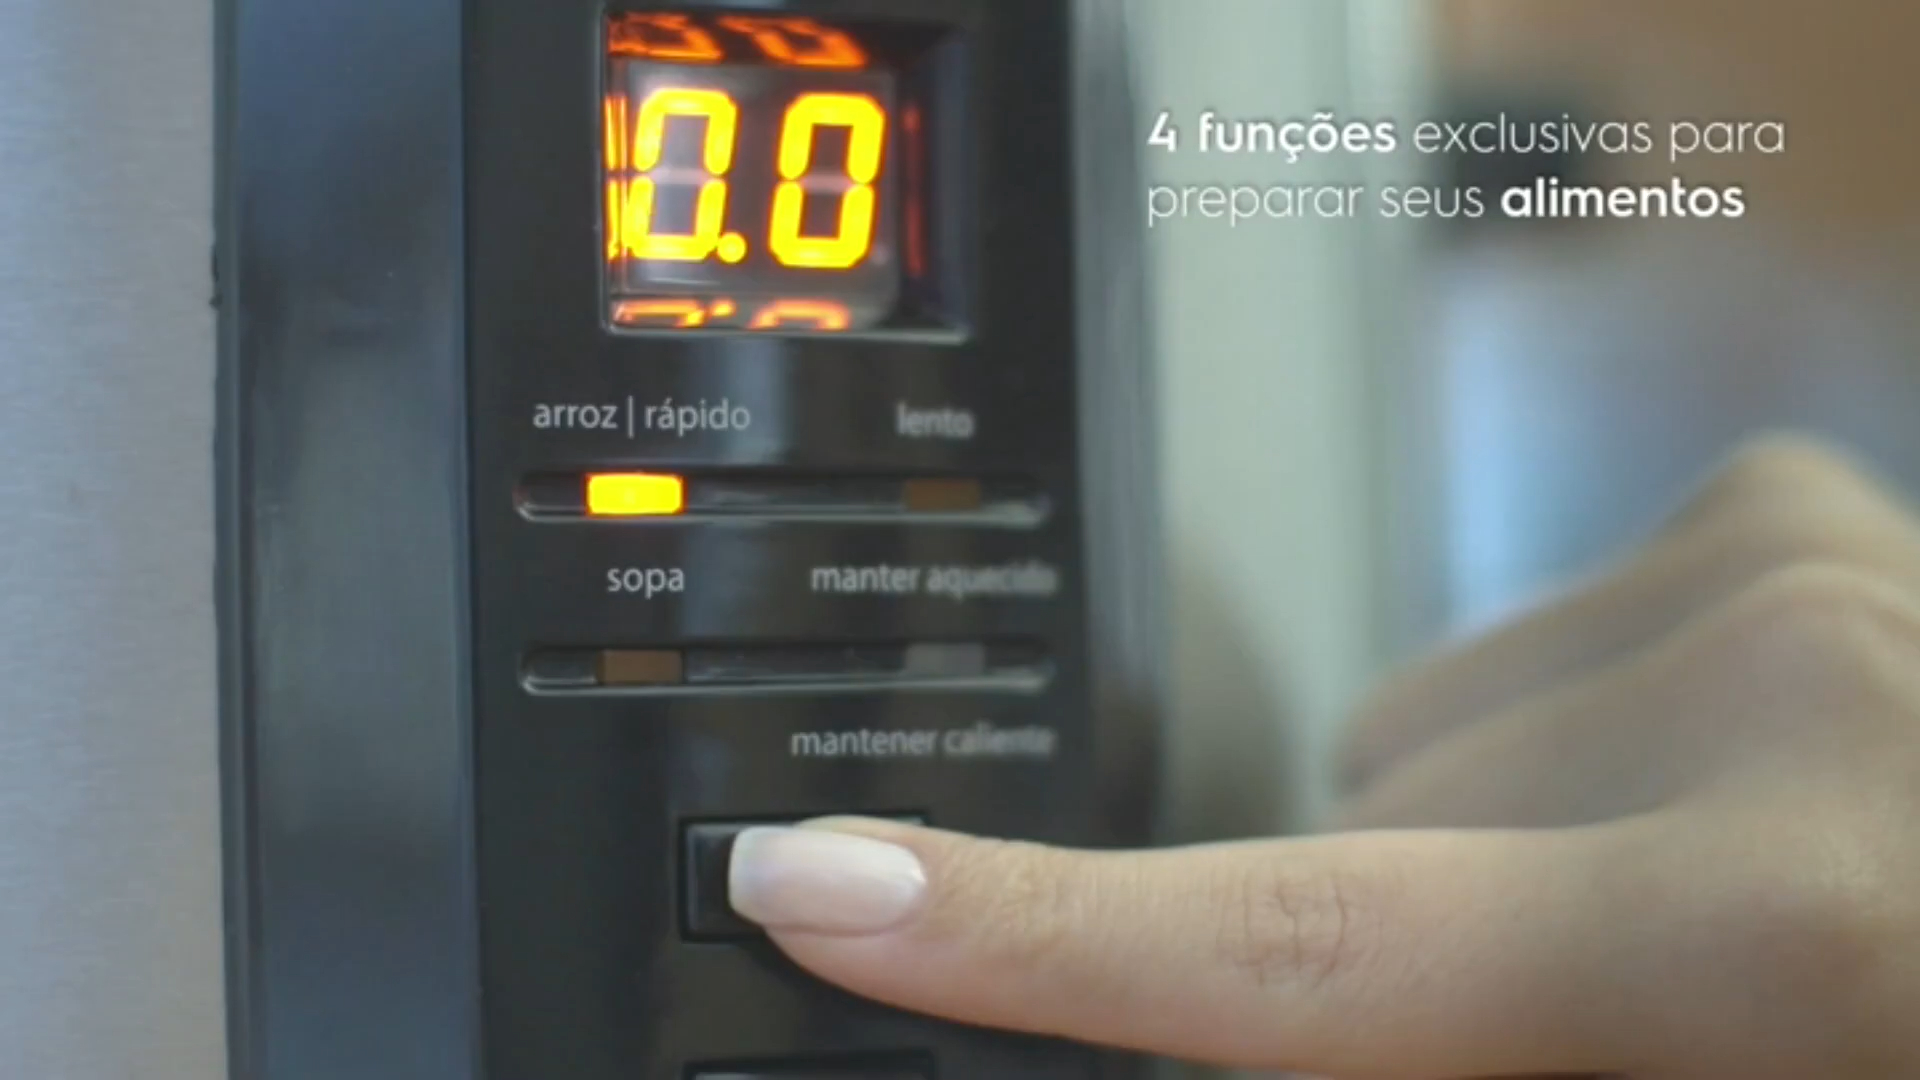 0.0
4 funções exclusivas para
preparar seus alimentos
arroz | rápido
lento
sopa
manter aquecido
mantener caliente